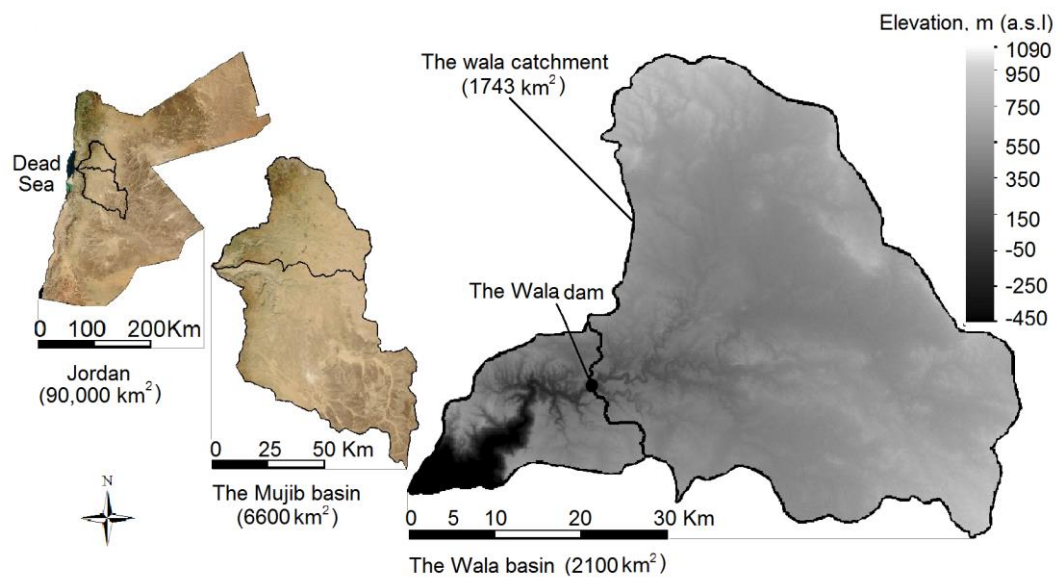 Elevation, m (a.s.l)
1090
950
750
550
350
150
-50
-250
-450
The wala catchment
(1743 km²)
Dead
Sea
The Wala dam
0 100 200Km
Jordan
(90,000 km²)
0 25 50 Km
The Mujib basin
(6600 km²)
N
0 5 10 20 30 Km
The Wala basin (2100 km²)